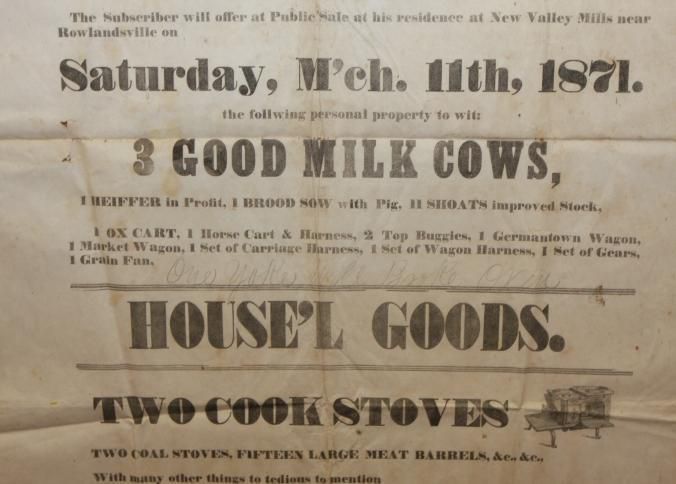 The Subscriber will offer at Public Sale at his residence at New Valley Mills near
Rowlandsville on
Saturday, M'ch. 11th, 1871.
the follwing personal property to wit:
3 GOOD MILK COWS,
1 HEIFFER in Profit, 1 BROOD SOW with Pig, 11 SHOATS improved Stock,
1 OX CART, 1 Horse Cart & Harness, 2 Top Buggies, 1 Germantown Wagon,
1 Market Wagon, 1 Set of Carriage Harness, 1 Set of Wagon Harness, 1 Set of Gears,
1 Grain Fan,
One Yoke Broke Oxen
HOUSE'L GOODS.
TWO COOK STOVES
TWO COAL STOVES, FIFTEEN LARGE MEAT BARRELS, &c., &c.,
With many other things to tedious to mention